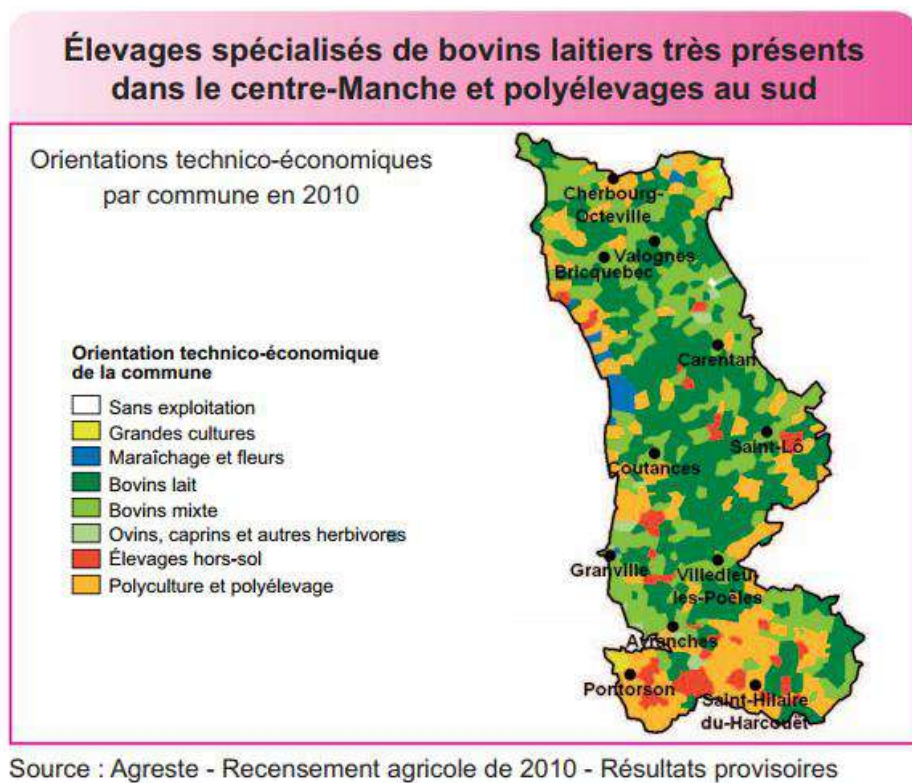 Élevages spécialisés de bovins laitiers très présents
dans le centre-Manche et polyélevages au sud
Orientations technico-économiques
par commune en 2010
Cherbourg-
Octeville
Valognes
Bricquebec
Carentan
Orientation technico-économique
de la commune
Sans exploitation
Grandes cultures
Maraîchage et fleurs
Bovins lait
Bovins mixte
Ovins, caprins et autres herbivores
Élevages hors-sol
Polyculture et polyélevage
Saint-Lô
Coutances
Granville
Villedieu-
les-Poêles
Avranches
Pontorson
Saint-Hilaire
du-Harcouët
Source : Agreste - Recensement agricole de 2010 - Résultats provisoires